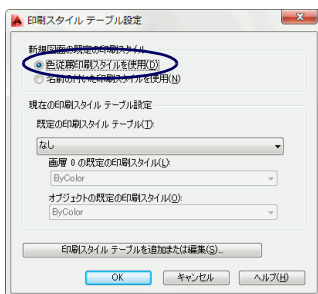 印刷スタイル テーブル設定
新規図面の既定の印刷スタイル
色従属印刷スタイルを使用(D)
名前の付いた印刷スタイルを使用(N)
現在の印刷スタイル テーブル設定
既定の印刷スタイル テーブル(T):
なし
画層 0 の既定の印刷スタイル(L):
ByColor
オブジェクトの既定の印刷スタイル(O):
ByColor
印刷スタイル テーブルを追加または編集(S)...
OK キャンセル ヘルプ(H)